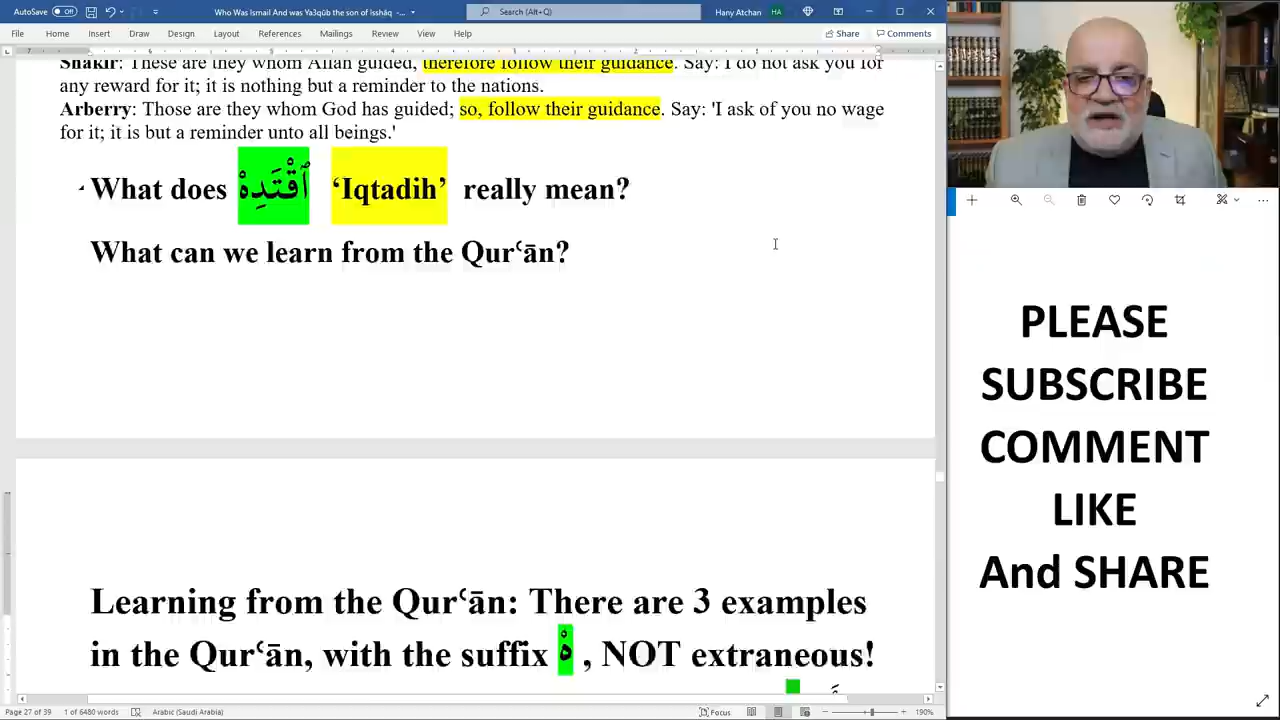 AutoSave Off
Who Was Ismail And was Ya3qūb the son of Isshāq -...
Search (Alt+Q)
Hany Atchan HA
File Home Insert Draw Design Layout References Mailings Review View Help
Share Comments
Shakir: These are they whom Allah guided, therefore follow their guidance. Say: I do not ask you for
any reward for it; it is nothing but a reminder to the nations.
Arberry: Those are they whom God has guided; so, follow their guidance. Say: 'I ask of you no wage
for it; it is but a reminder unto all beings.'
What does ٱقْتَدِهْ ‘Iqtadih’ really mean?
What can we learn from the Qurʿān?
Learning from the Qurʿān: There are 3 examples
in the Qurʿān, with the suffix هْ , NOT extraneous!
PLEASE
SUBSCRIBE
COMMENT
LIKE
And SHARE
Page 27 of 39 1 of 6480 words Arabic (Saudi Arabia) Focus 190%